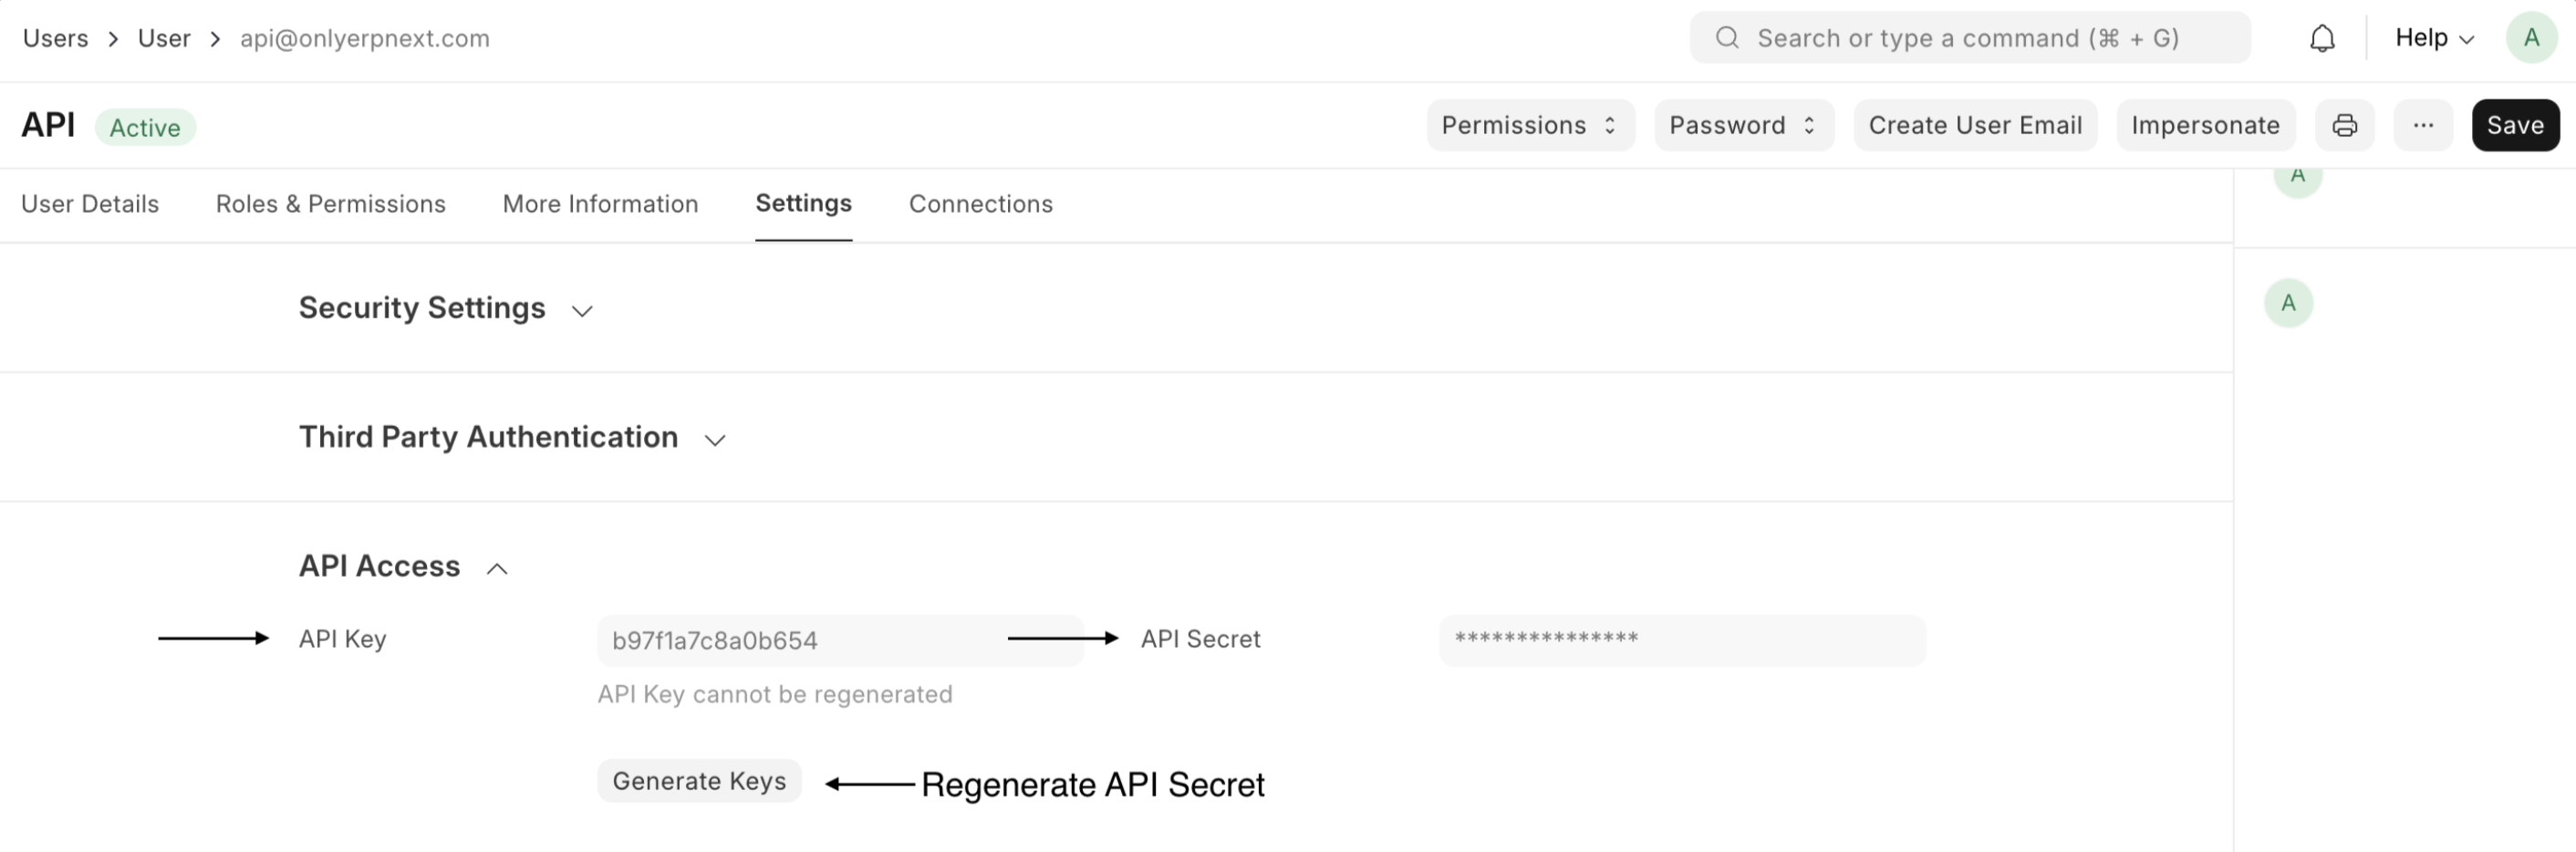 Users > User > api@onlyerpnext.com
Search or type a command (⌘ + G)
Help
A
API Active
Permissions
Password
Create User Email
Impersonate
···
Save
User Details
Roles & Permissions
More Information
Settings
Connections
A
A
Security Settings
Third Party Authentication
API Access
API Key
b97f1a7c8a0b654
API Secret
***************
API Key cannot be regenerated
Generate Keys
Regenerate API Secret